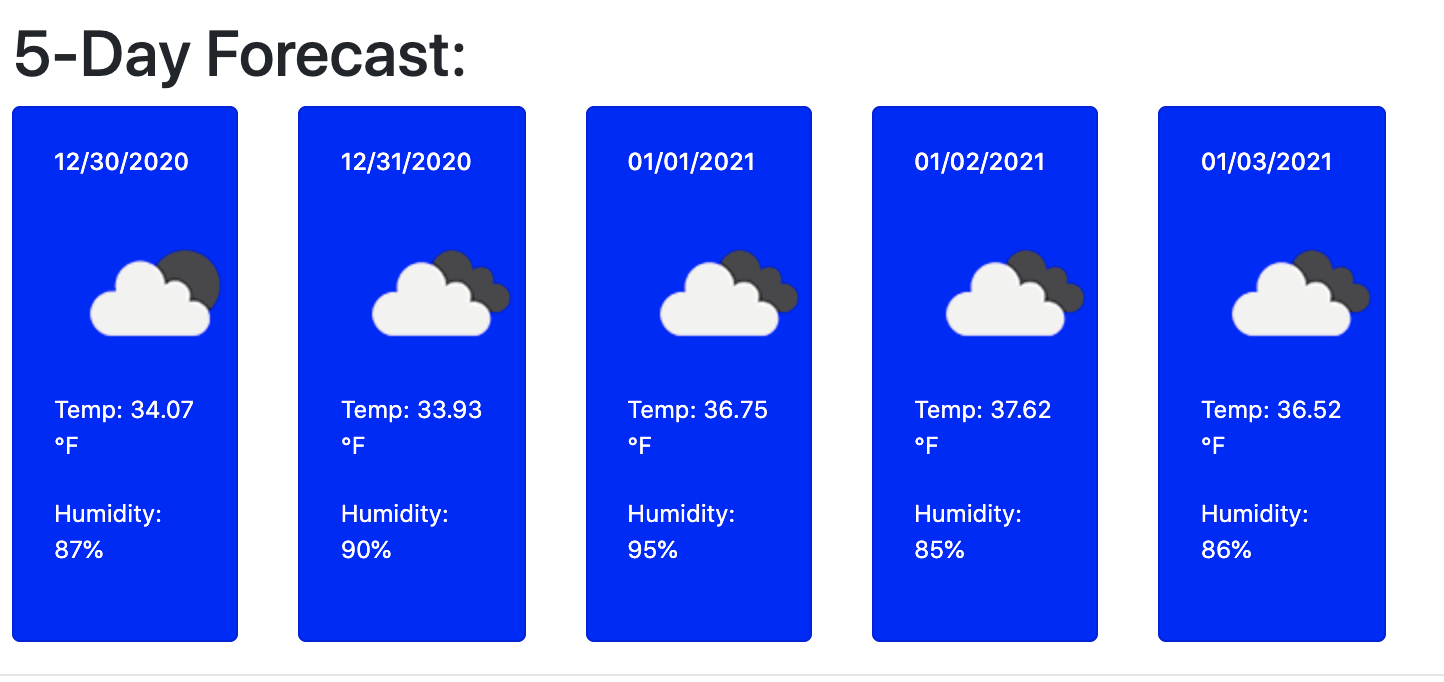 5-Day Forecast:
12/30/2020
Temp: 34.07
°F
Humidity:
87%
12/31/2020
Temp: 33.93
°F
Humidity:
90%
01/01/2021
Temp: 36.75
°F
Humidity:
95%
01/02/2021
Temp: 37.62
°F
Humidity:
85%
01/03/2021
Temp: 36.52
°F
Humidity:
86%